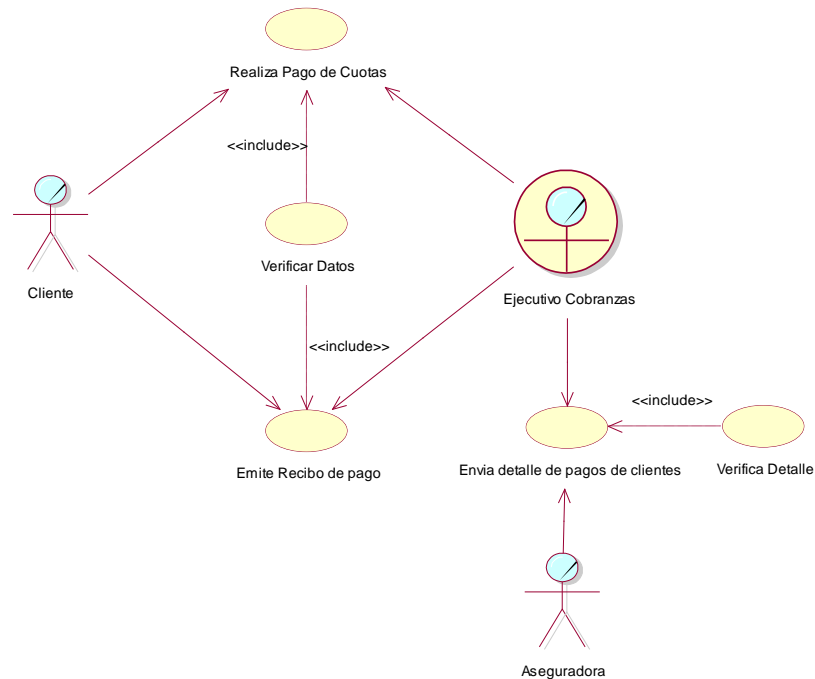 Realiza Pago de Cuotas
<<include>>
Verificar Datos
Cliente
Ejecutivo Cobranzas
<<include>>
<<include>>
Emite Recibo de pago
Envia detalle de pagos de clientes
Verifica Detalle
Aseguradora